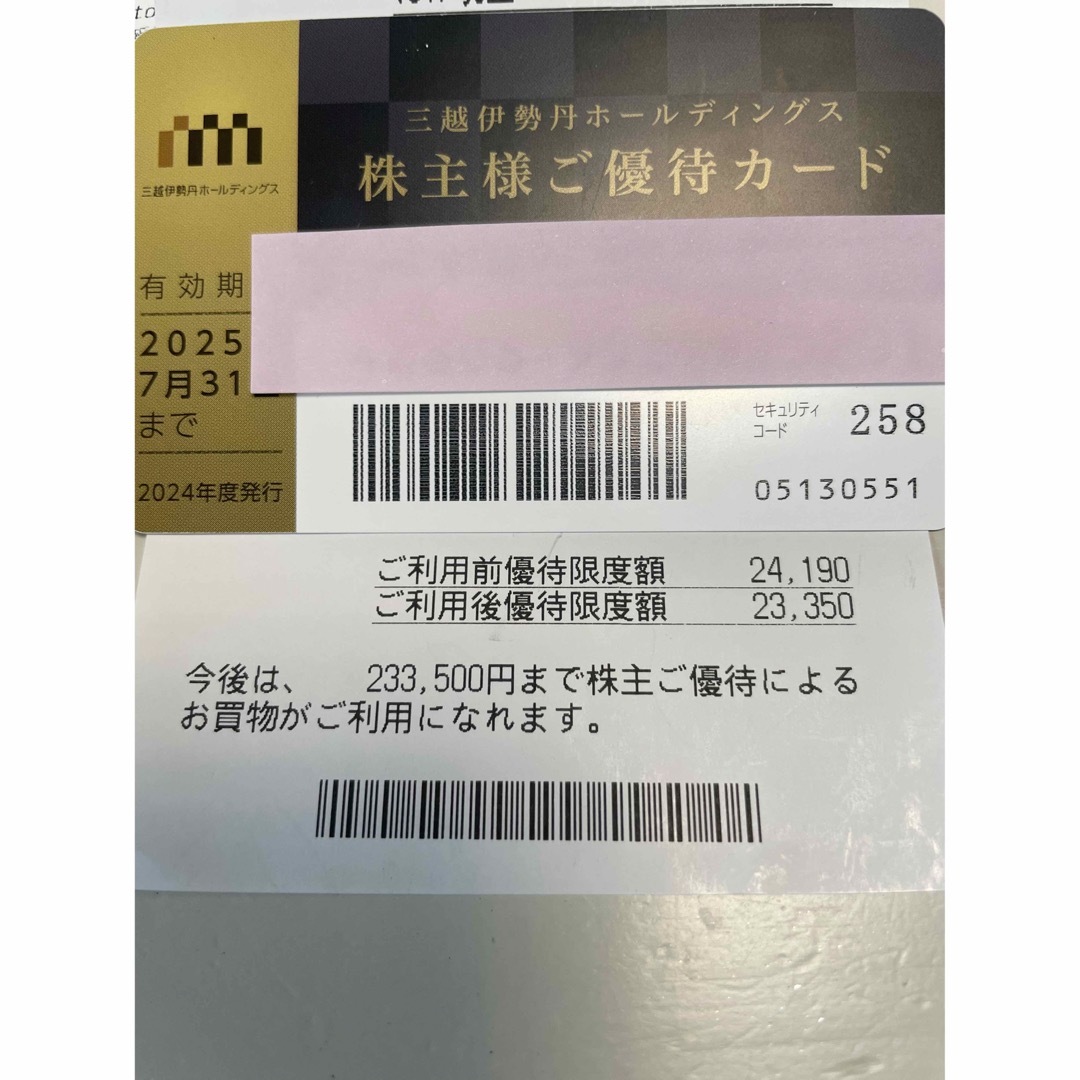 to
三越伊勢丹ホールディングス
株主様ご優待カード
三越伊勢丹ホールディングス
有効期
2025
7月31
まで
2024年度発行
セキュリティ
コード
258
05130551
ご利用前優待限度額 24,190
ご利用後優待限度額 23,350
今後は、 233,500円まで株主ご優待による
お買物がご利用になれます。